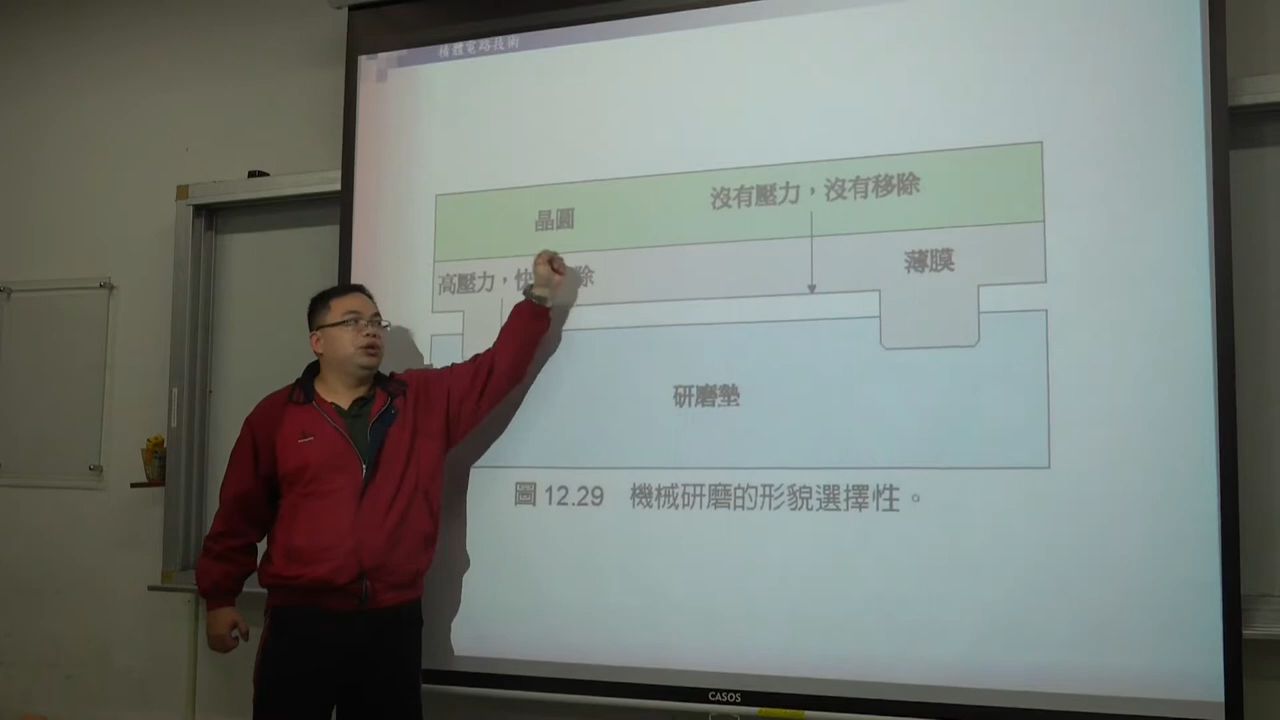 積體電路技術
沒有壓力，沒有移除
晶圓
薄膜
高壓力，快 除
研磨墊
圖 12.29 機械研磨的形貌選擇性。
CASOS